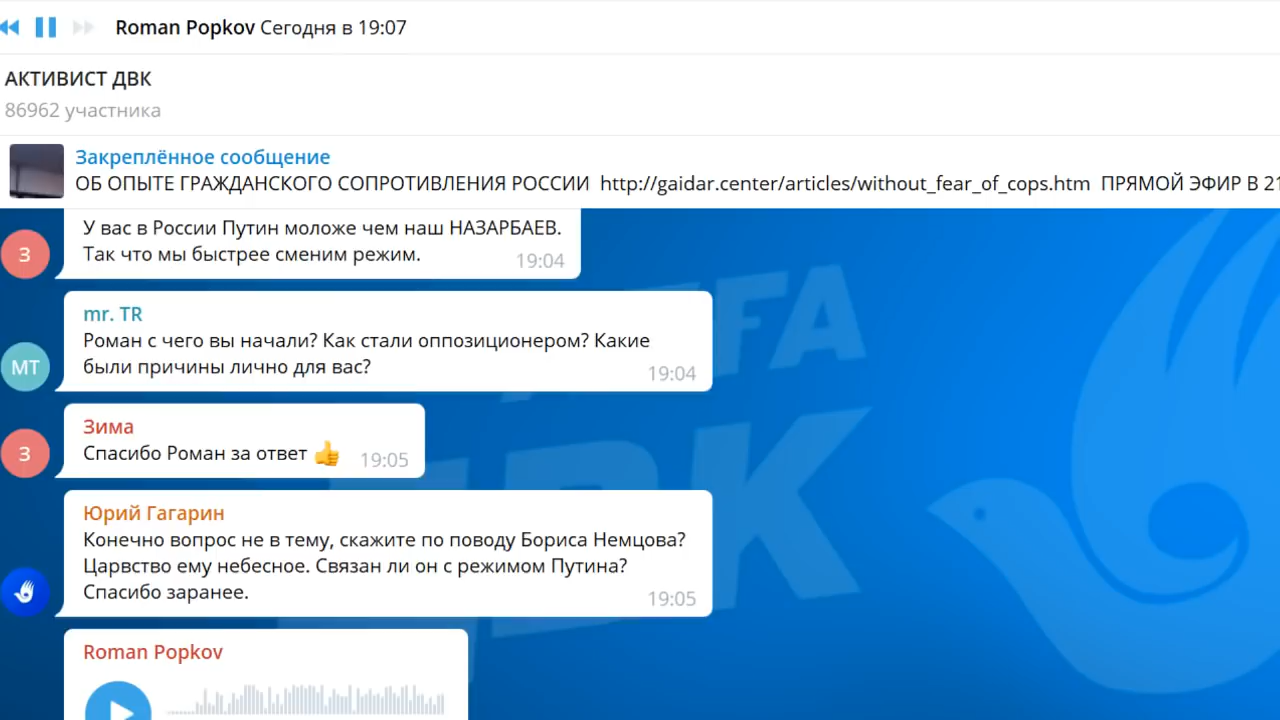 Roman Popkov Сегодня в 19:07
АКТИВИСТ ДВК
86962 участника
Закреплённое сообщение
ОБ ОПЫТЕ ГРАЖДАНСКОГО СОПРОТИВЛЕНИЯ РОССИИ http://gaidar.center/articles/without_fear_of_cops.htm ПРЯМОЙ ЭФИР В 21
У вас в России Путин моложе чем наш НАЗАРБАЕВ.
Так что мы быстрее сменим режим.
19:04
З
mr. TR
Роман с чего вы начали? Как стали оппозиционером? Какие
были причины лично для вас?
19:04
MT
Зима
Спасибо Роман за ответ 👍
19:05
З
Юрий Гагарин
Конечно вопрос не в тему, скажите по поводу Бориса Немцова?
Царвство ему небесное. Связан ли он с режимом Путина?
Спасибо заранее.
19:05
Roman Popkov